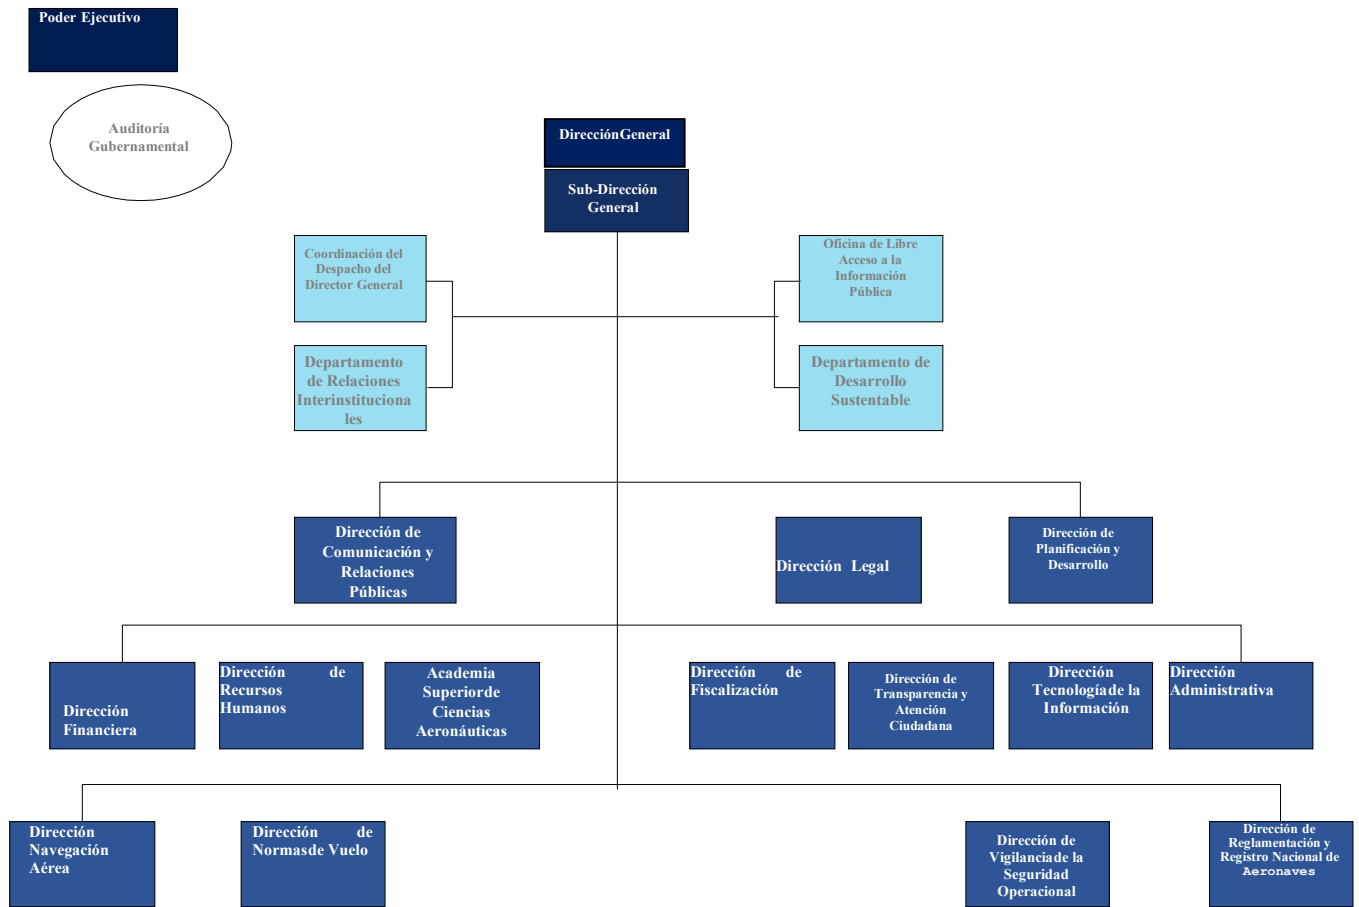 Poder Ejecutivo
Auditoría
Gubernamental
DirecciónGeneral
Sub-Dirección
General
Coordinación del
Despacho del
Director General
Oficina de Libre
Acceso a la
Información
Pública
Departamento
de Relaciones
Interinstituciona
les
Departamento de
Desarrollo
Sustentable
Dirección de
Comunicación y
Relaciones
Públicas
Dirección Legal
Dirección de
Planificación y
Desarrollo
Dirección
Financiera
Dirección de
Recursos
Humanos
Academia
Superiorde
Ciencias
Aeronáuticas
Dirección de
Fiscalización
Dirección de
Transparencia y
Atención
Ciudadana
Dirección
Tecnologíade la
Información
Dirección
Administrativa
Dirección
Navegación
Aérea
Dirección de
Normasde Vuelo
Dirección de
Vigilanciade la
Seguridad
Operacional
Dirección de
Reglamentación y
Registro Nacional de
Aeronaves